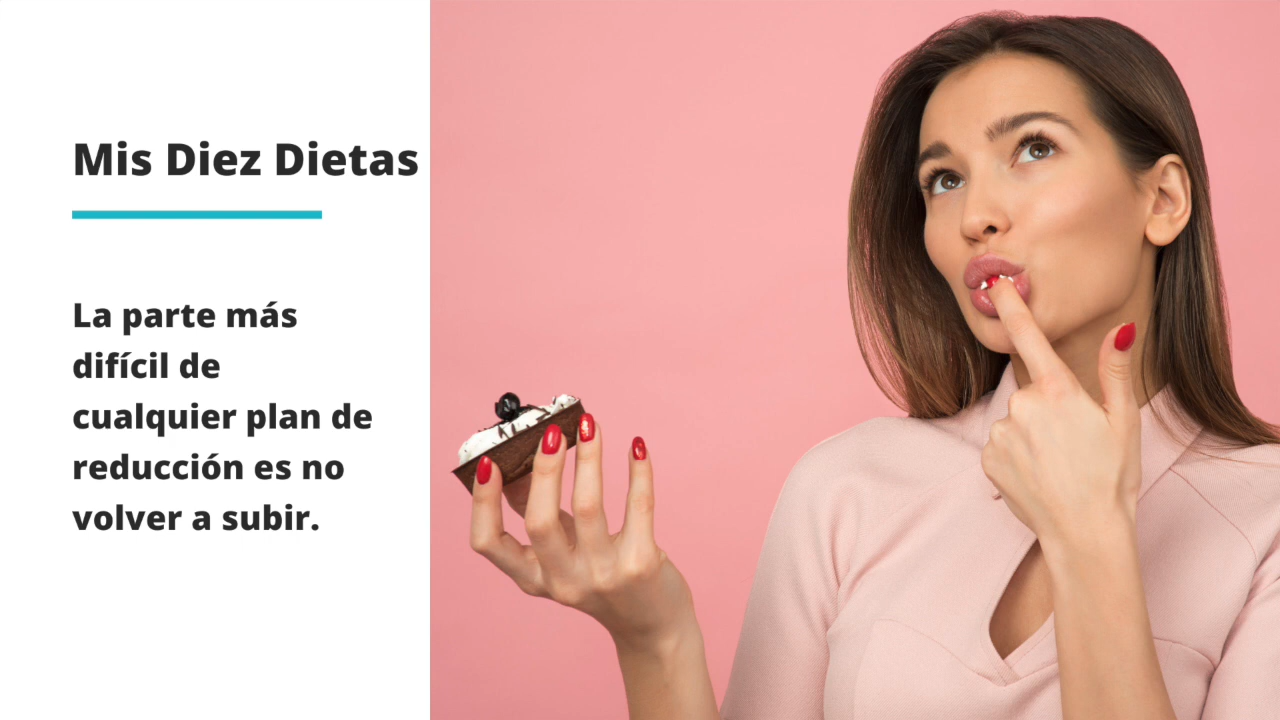 Mis Diez Dietas
La parte más
difícil de
cualquier plan de
reducción es no
volver a subir.